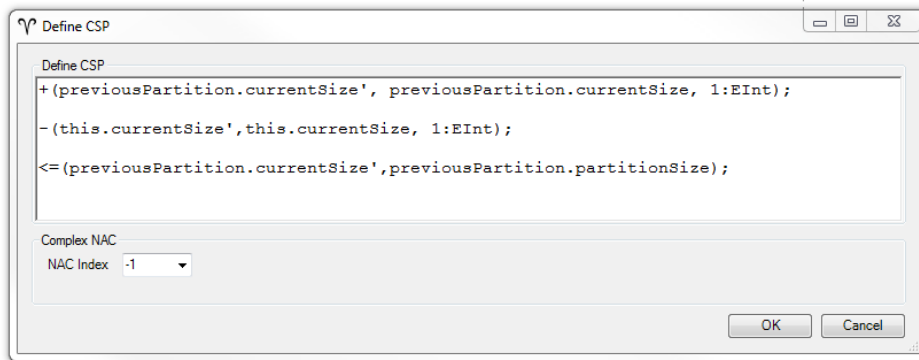 Define CSP
Define CSP
+(previousPartition.currentSize', previousPartition.currentSize, 1:EInt);
-(this.currentSize',this.currentSize, 1:EInt);
<=(previousPartition.currentSize',previousPartition.partitionSize);
Complex NAC
NAC Index -1
OK Cancel